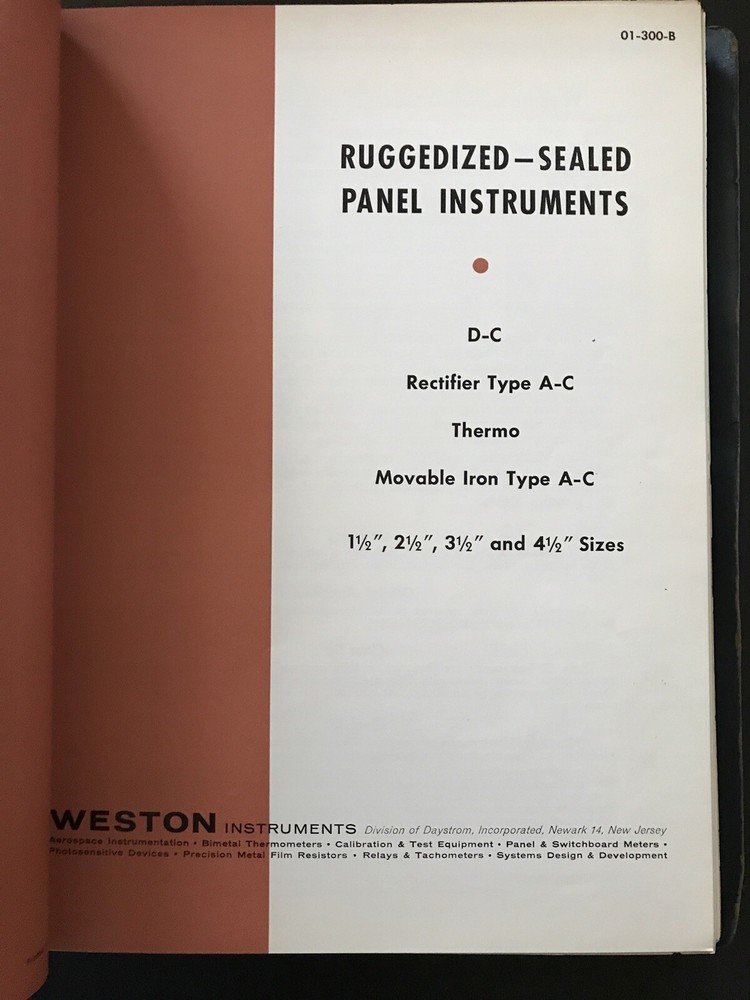 01-300-B
RUGGEDIZED—SEALED
PANEL INSTRUMENTS
D-C
Rectifier Type A-C
Thermo
Movable Iron Type A-C
1½″, 2½″, 3½″ and 4½″ Sizes
WESTON INSTRUMENTS Division of Daystrom, Incorporated, Newark 14, New Jersey
Aerospace Instrumentation • Bimetal Thermometers • Calibration & Test Equipment • Panel & Switchboard Meters •
Photosensitive Devices • Precision Metal Film Resistors • Relays & Tachometers • Systems Design & Development